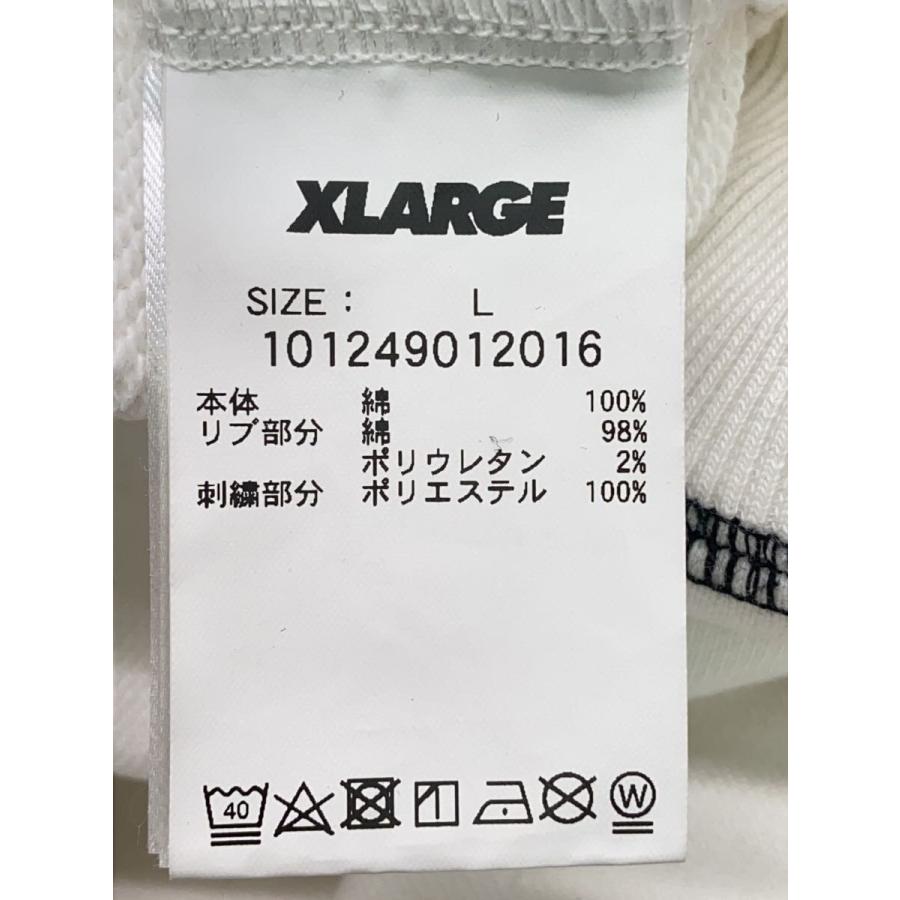 XLARGE
SIZE : L
101249012016
本体 綿 100%
リブ部分 綿 98%
ポリウレタン 2%
刺繍部分 ポリエステル 100%
40
W